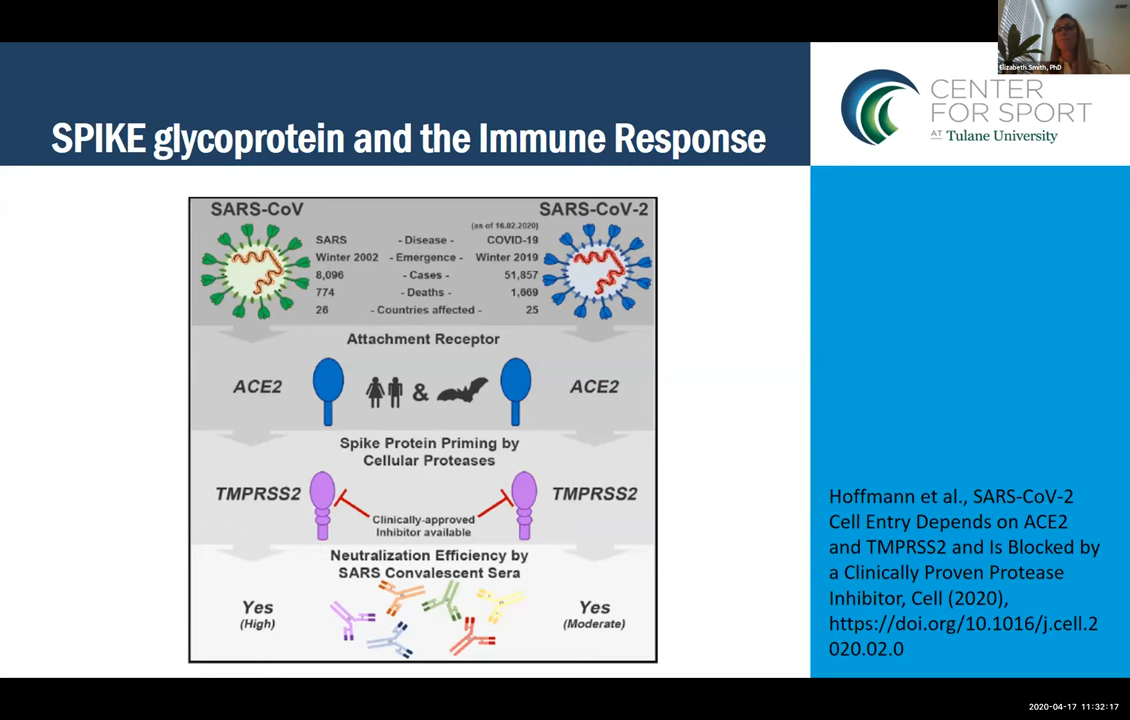 Elizabeth Smith, PhD
SPIKE glycoprotein and the Immune Response
CENTER
FOR SPORT
AT Tulane University
SARS-CoV
SARS-CoV-2
(as of 16.02.2020)
SARS - Disease - COVID-19
Winter 2002 - Emergence - Winter 2019
8,096 - Cases - 51,857
774 - Deaths - 1,669
26 - Countries affected - 25
Attachment Receptor
ACE2 & ACE2
Spike Protein Priming by
Cellular Proteases
TMPRSS2 TMPRSS2
Clinically-approved
Inhibitor available
Neutralization Efficiency by
SARS Convalescent Sera
Yes Yes
(High) (Moderate)
Hoffmann et al., SARS-CoV-2
Cell Entry Depends on ACE2
and TMPRSS2 and Is Blocked by
a Clinically Proven Protease
Inhibitor, Cell (2020),
https://doi.org/10.1016/j.cell.2
020.02.0
2020-04-17 11:32:17